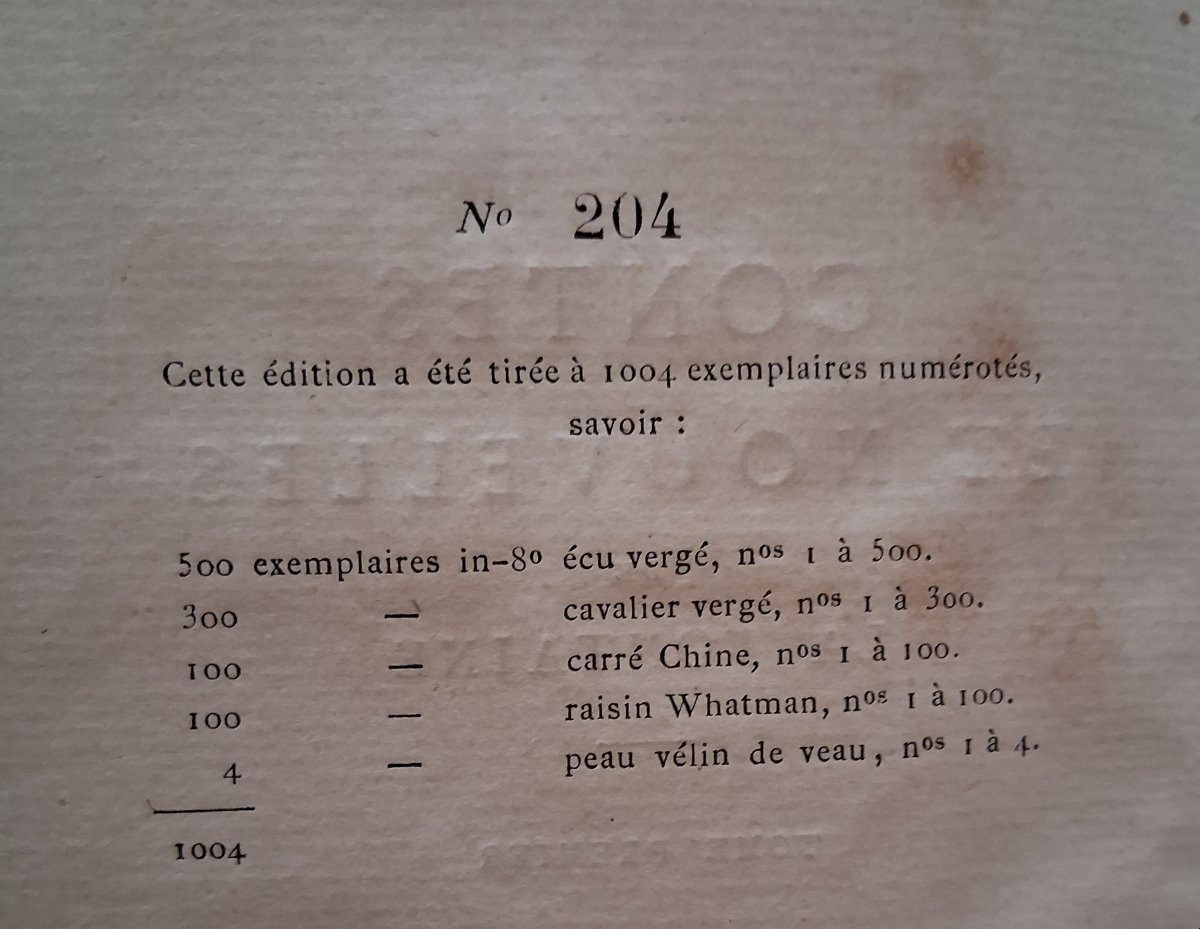 Nº 204
CONTES
Cette édition a été tirée à 1004 exemplaires numérotés,
savoir :
NOUVELLES
500 exemplaires in-8º écu vergé, nos 1 à 500.
300 — cavalier vergé, nos 1 à 300.
100 — carré Chine, nos 1 à 100.
100 — raisin Whatman, nos 1 à 100.
4 — peau vélin de veau, nos 1 à 4.
1004